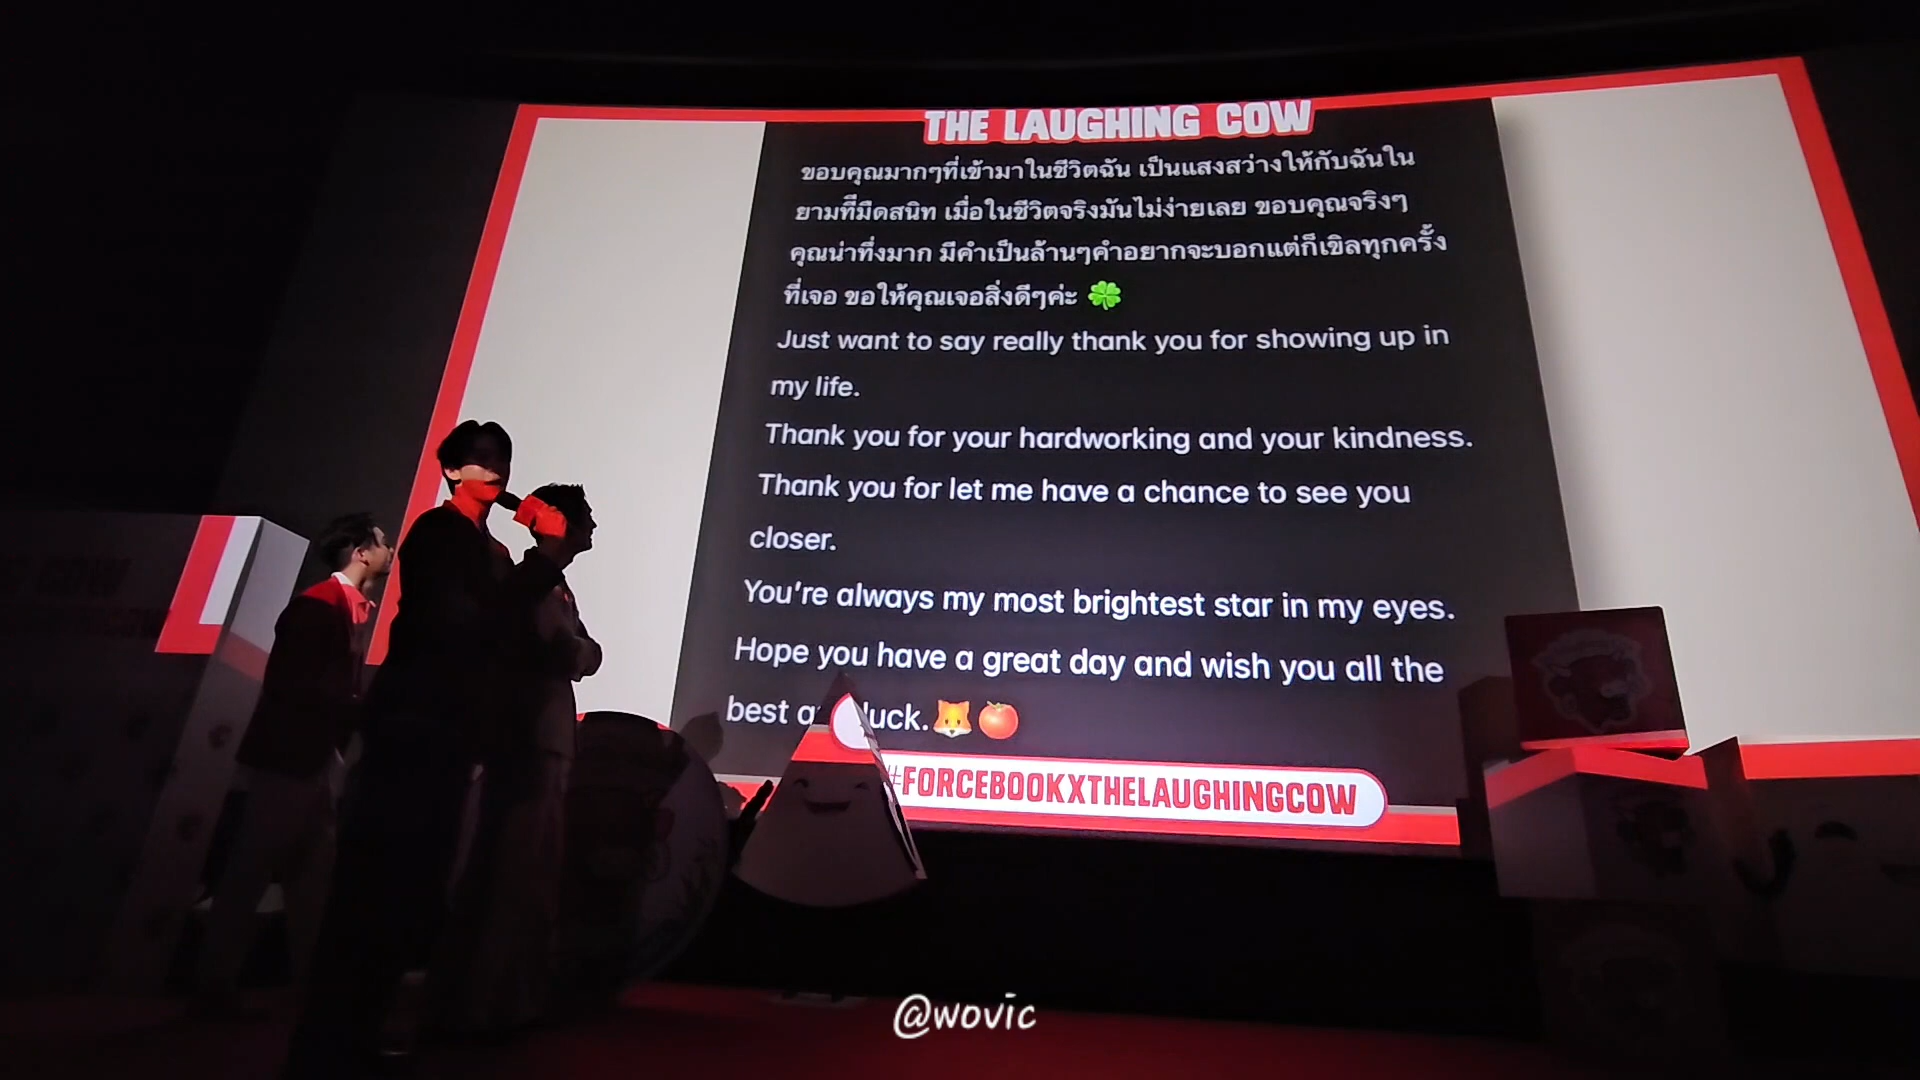 THE LAUGHING COW
ขอบคุณมากๆที่เข้ามาในชีวิตฉัน เป็นแสงสว่างให้กับฉันใน
ยามที่มืดสนิท เมื่อในชีวิตจริงมันไม่ง่ายเลย ขอบคุณจริงๆ
คุณน่าทึ่งมาก มีคำเป็นล้านๆคำอยากจะบอกแต่ก็เขิลทุกครั้ง
ที่เจอ ขอให้คุณเจอสิ่งดีๆค่ะ 🍀
Just want to say really thank you for showing up in
my life.
Thank you for your hardworking and your kindness.
Thank you for let me have a chance to see you
closer.
You're always my most brightest star in my eyes.
Hope you have a great day and wish you all the
best luck.🦊🍅
#FORCEBOOKXTHELAUGHINGCOW
COW
@wovic